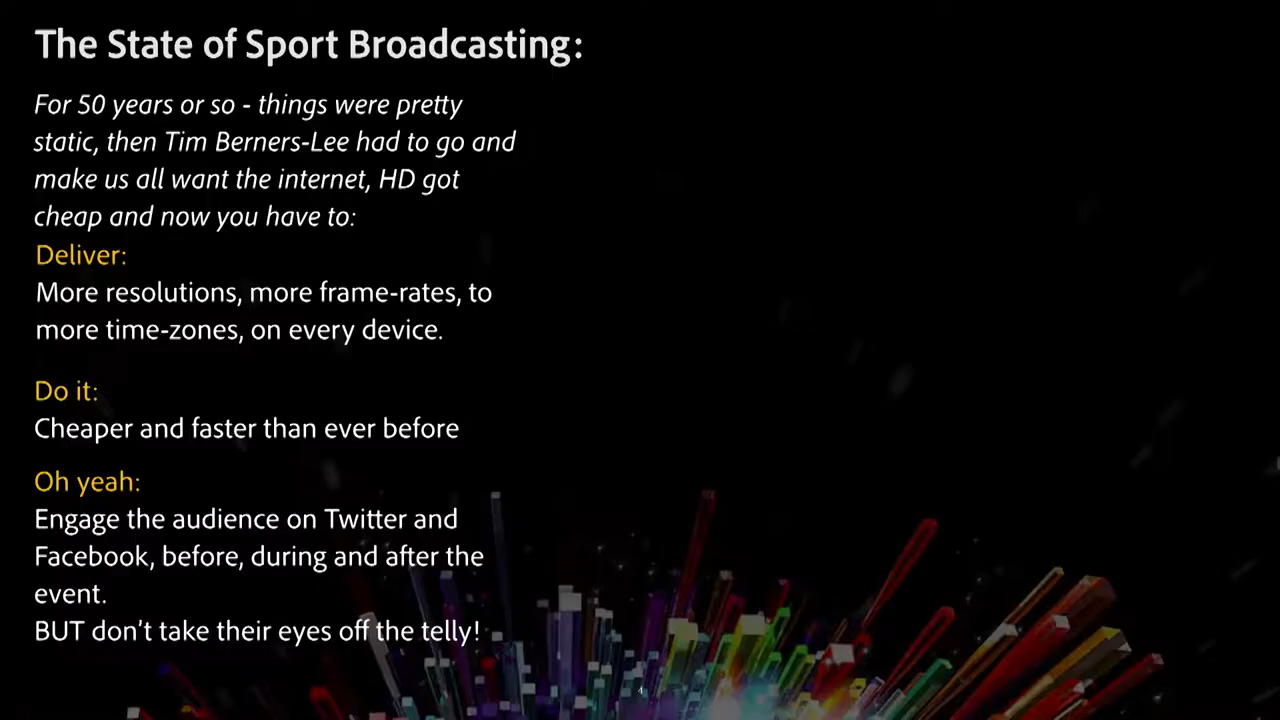 The State of Sport Broadcasting:
For 50 years or so - things were pretty
static, then Tim Berners-Lee had to go and
make us all want the internet, HD got
cheap and now you have to:
Deliver:
More resolutions, more frame-rates, to
more time-zones, on every device.
Do it:
Cheaper and faster than ever before
Oh yeah:
Engage the audience on Twitter and
Facebook, before, during and after the
event.
BUT don't take their eyes off the telly!
4